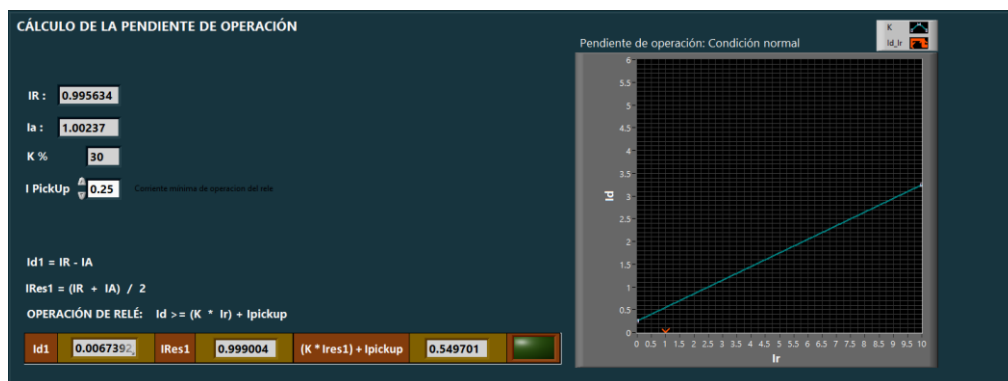 CÁLCULO DE LA PENDIENTE DE OPERACIÓN
IR : 0.995634
Ia : 1.00237
K % 30
I PickUp 0.25 Corriente minima de operacion del rele
Id1 = IR - IA
IRes1 = (IR + IA) / 2
OPERACIÓN DE RELÉ: Id >= (K * Ir) + Ipickup
Id1 0.0067392 IRes1 0.999004 (K * Ires1) + Ipickup 0.549701
Pendiente de operación: Condición normal
K
Id_Ir
6
5.5
5
4.5
4
3.5
3
2.5
2
1.5
1
0.5
0
Id
0 0.5 1 1.5 2 2.5 3 3.5 4 4.5 5 5.5 6 6.5 7 7.5 8 8.5 9 9.5 10
Ir